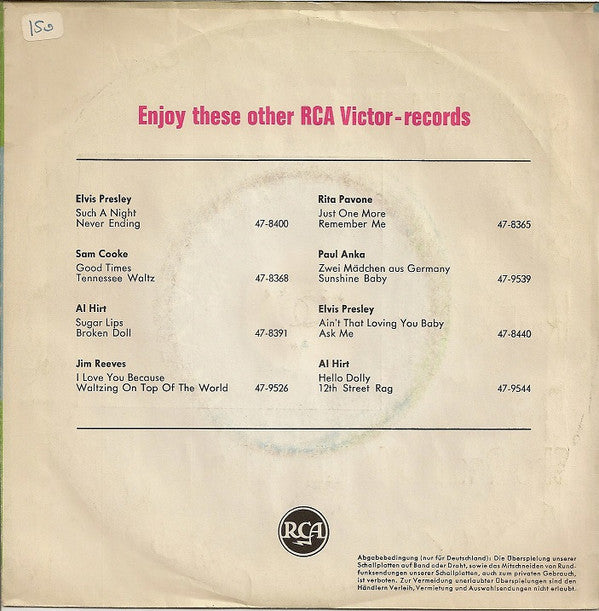 150
Enjoy these other RCA Victor-records
Elvis Presley
Such A Night
Never Ending 47-8400
Sam Cooke
Good Times
Tennessee Waltz 47-8368
Al Hirt
Sugar Lips
Broken Doll 47-8391
Jim Reeves
I Love You Because
Waltzing On Top Of The World 47-9526
Rita Pavone
Just One More
Remember Me 47-8365
Paul Anka
Zwei Mädchen aus Germany
Sunshine Baby 47-9539
Elvis Presley
Ain't That Loving You Baby
Ask Me 47-8440
Al Hirt
Hello Dolly
12th Street Rag 47-9544
RCA
Abgabebedingung (nur für Deutschland): Die Überspielung unserer
Schallplatten auf Band oder Draht, sowie das Mitschneiden von Rund-
funksendungen unserer Schallplatten, auch zum privaten Gebrauch,
ist verboten. Zur Vermeidung unerlaubter Überspielungen sind den
Händlern Verleih, Vermietung und Auswahlsendungen nicht erlaubt.